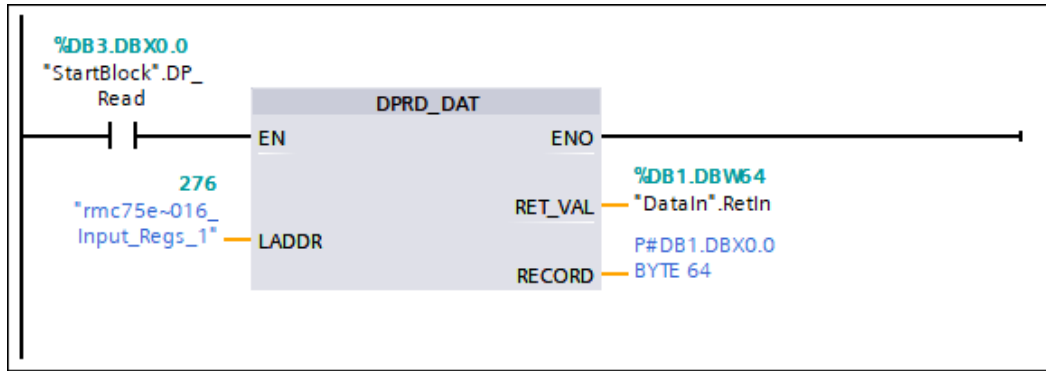 %DB3.DBX0.0
"StartBlock".DP_
Read
DPRD_DAT
EN
ENO
276
"rmc75e~016_
Input_Regs_1"
LADDR
%DB1.DBW64
RET_VAL
"DataIn".RetIn
P#DB1.DBX0.0
RECORD
BYTE 64